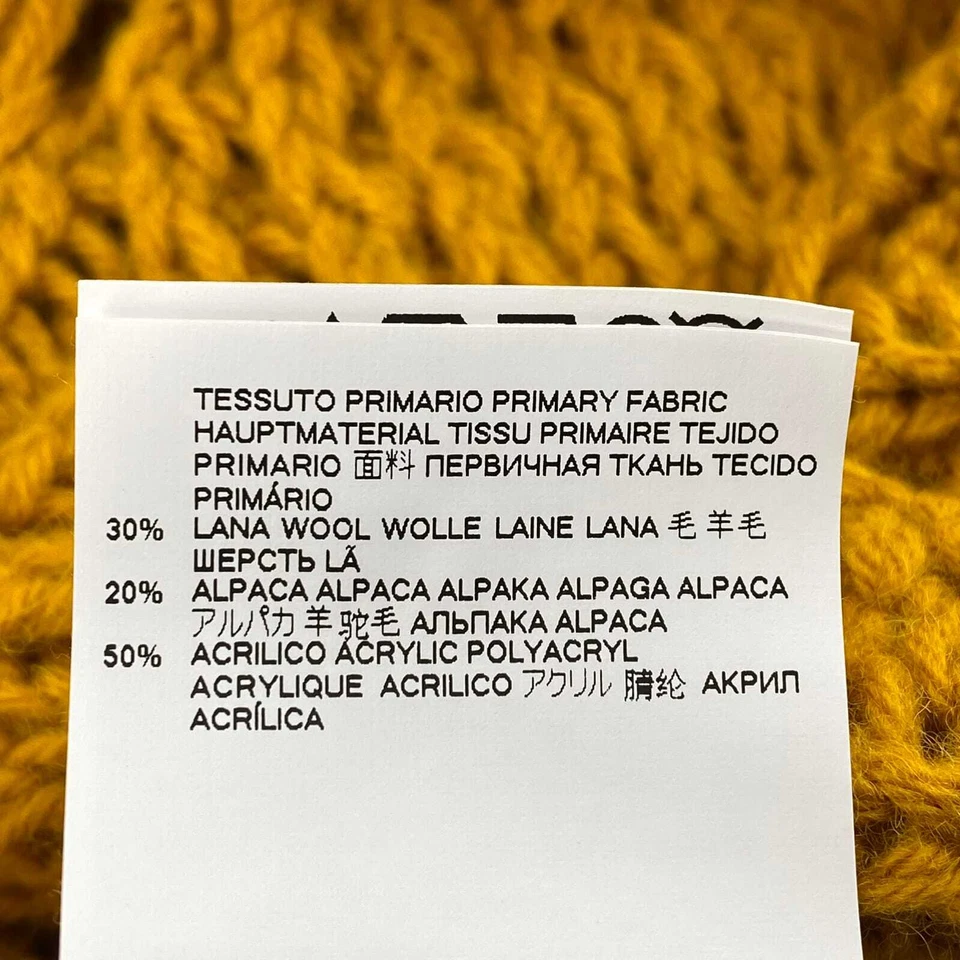 TESSUTO PRIMARIO PRIMARY FABRIC
HAUPTMATERIAL TISSU PRIMAIRE TEJIDO
PRIMARIO 面料 ПЕРВИЧНАЯ ТКАНЬ TECIDO
PRIMÁRIO
30% LANA WOOL WOLLE LAINE LANA 毛 羊毛
ШЕРСТЬ LÃ
20% ALPACA ALPACA ALPAKA ALPAGA ALPACA
アルパカ 羊驼毛 АЛЬПАКА ALPACA
50% ACRILICO ACRYLIC POLYACRYL
ACRYLIQUE ACRILICO アクリル 腈纶 АКРИЛ
ACRÍLICA